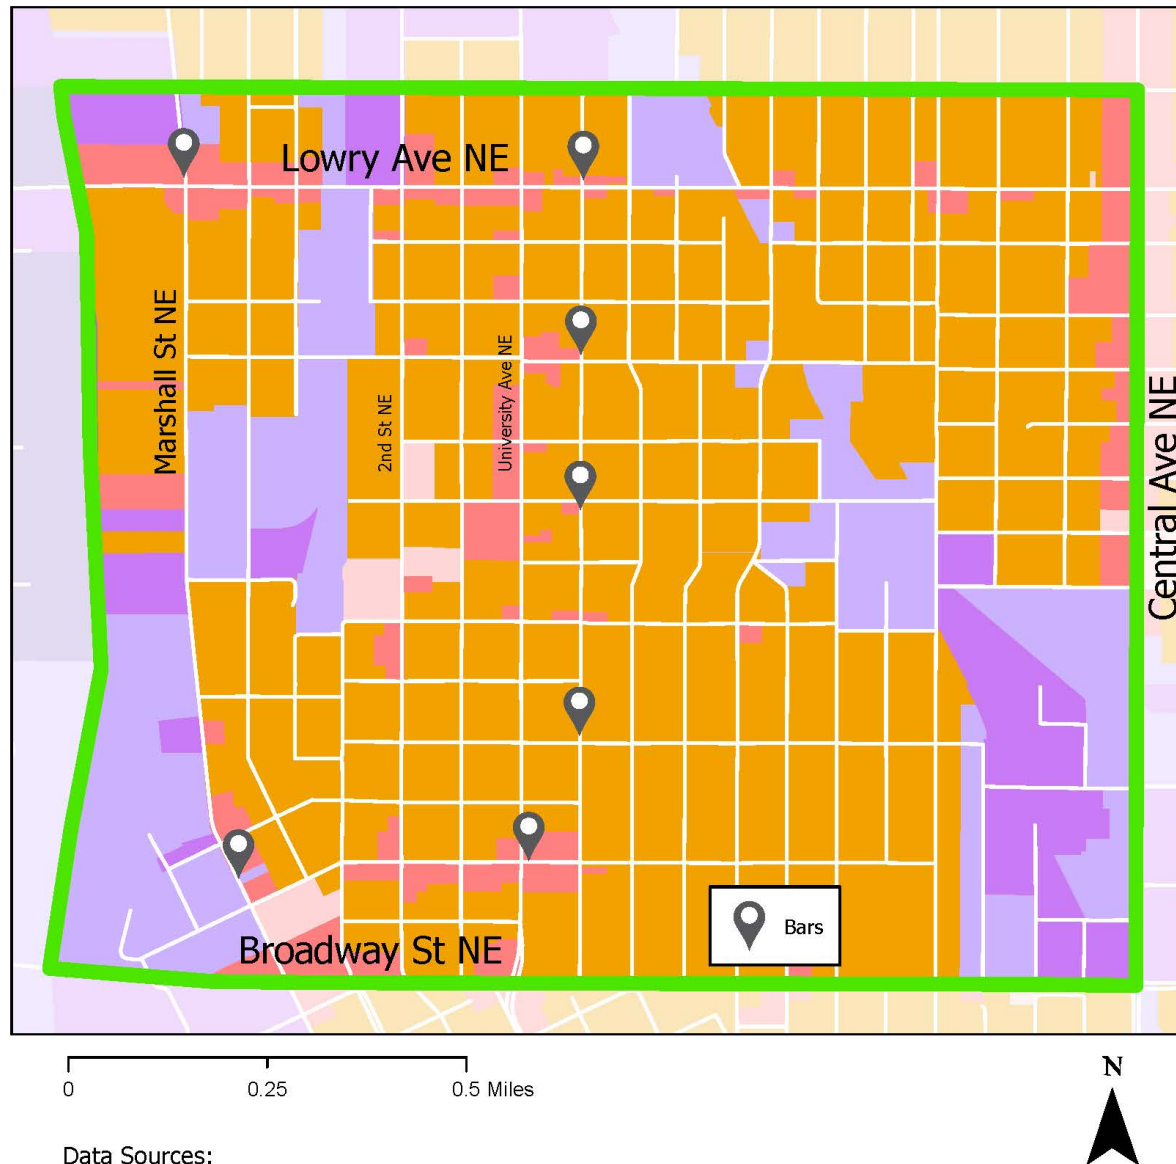 Lowry Ave NE
Marshall St NE
2nd St NE
University Ave NE
Central Ave NE
Broadway St NE
Bars
0 0.25 0.5 Miles
N
Data Sources: